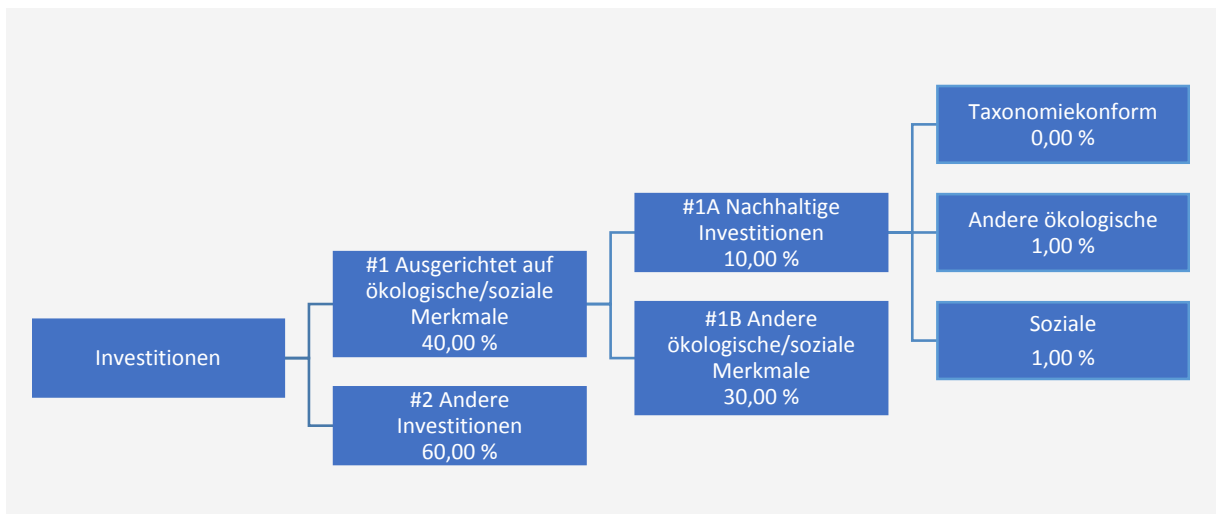 Investitionen
#1 Ausgerichtet auf
ökologische/soziale
Merkmale
40,00 %
#2 Andere
Investitionen
60,00 %
#1A Nachhaltige
Investitionen
10,00 %
#1B Andere
ökologische/soziale
Merkmale
30,00 %
Taxonomiekonform
0,00 %
Andere ökologische
1,00 %
Soziale
1,00 %